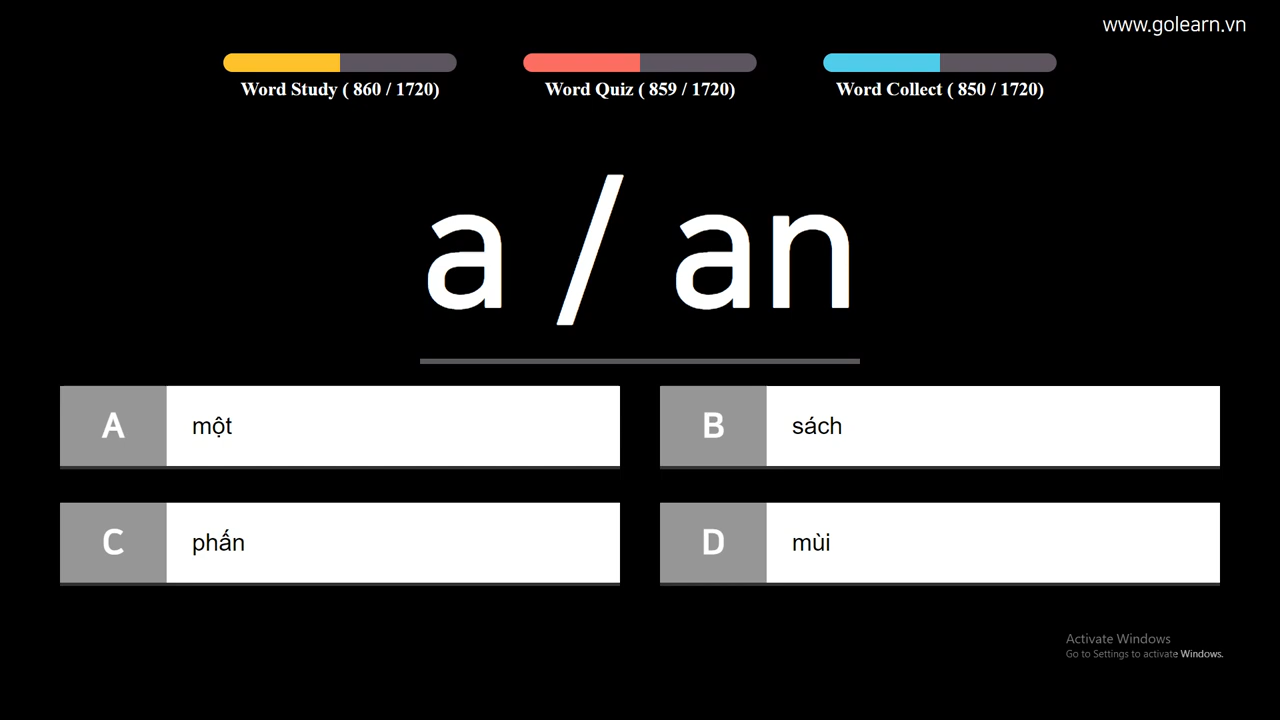 www.golearn.vn
Word Study ( 860 / 1720)
Word Quiz ( 859 / 1720)
Word Collect ( 850 / 1720)
a / an
A
một
B
sách
C
phấn
D
mùi
Activate Windows
Go to Settings to activate Windows.